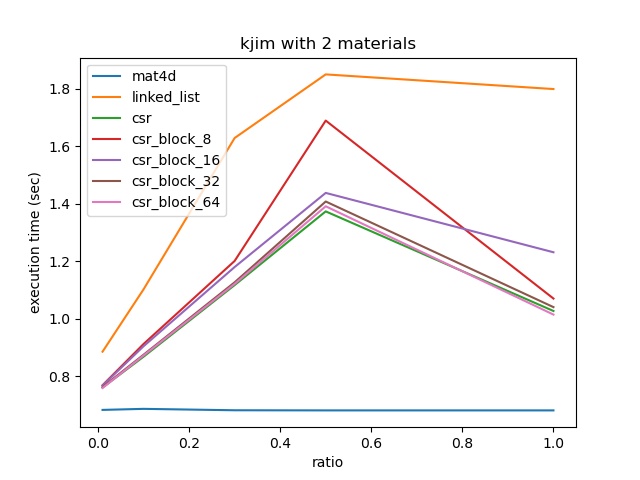 kjim with 2 materials
mat4d
linked_list
csr
csr_block_8
csr_block_16
csr_block_32
csr_block_64
execution time (sec)
1.8
1.6
1.4
1.2
1.0
0.8
0.0 0.2 0.4 0.6 0.8 1.0
ratio